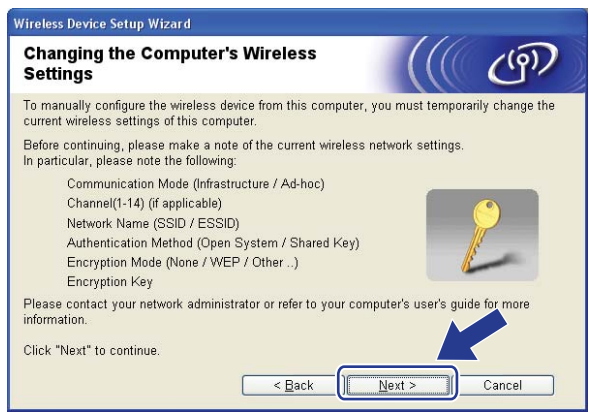 Wireless Device Setup Wizard
Changing the Computer's Wireless
Settings
To manually configure the wireless device from this computer, you must temporarily change the
current wireless settings of this computer.
Before continuing, please make a note of the current wireless network settings.
In particular, please note the following:
Communication Mode (Infrastructure / Ad-hoc)
Channel(1-14) (if applicable)
Network Name (SSID / ESSID)
Authentication Method (Open System / Shared Key)
Encryption Mode (None / WEP / Other ..)
Encryption Key
Please contact your network administrator or refer to your computer's user's guide for more
information.
Click "Next" to continue.
< Back Next > Cancel